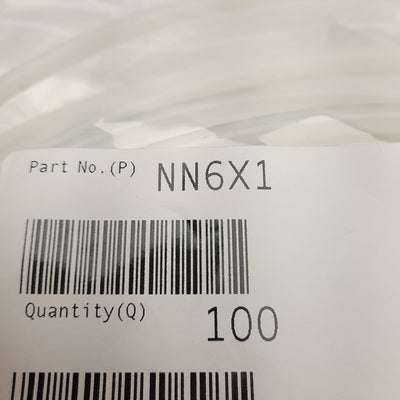 Part No.(P) NN6X1
Quantity(Q) 100